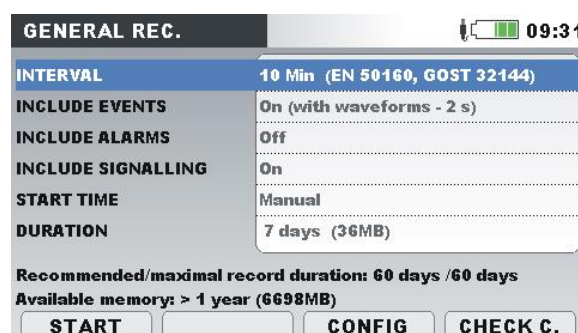 GENERAL REC. 09:31
INTERVAL 10 Min (EN 50160, GOST 32144)
INCLUDE EVENTS On (with waveforms - 2 s)
INCLUDE ALARMS Off
INCLUDE SIGNALLING On
START TIME Manual
DURATION 7 days (36MB)
Recommended/maximal record duration: 60 days /60 days
Available memory: > 1 year (6698MB)
START CONFIG CHECK C.